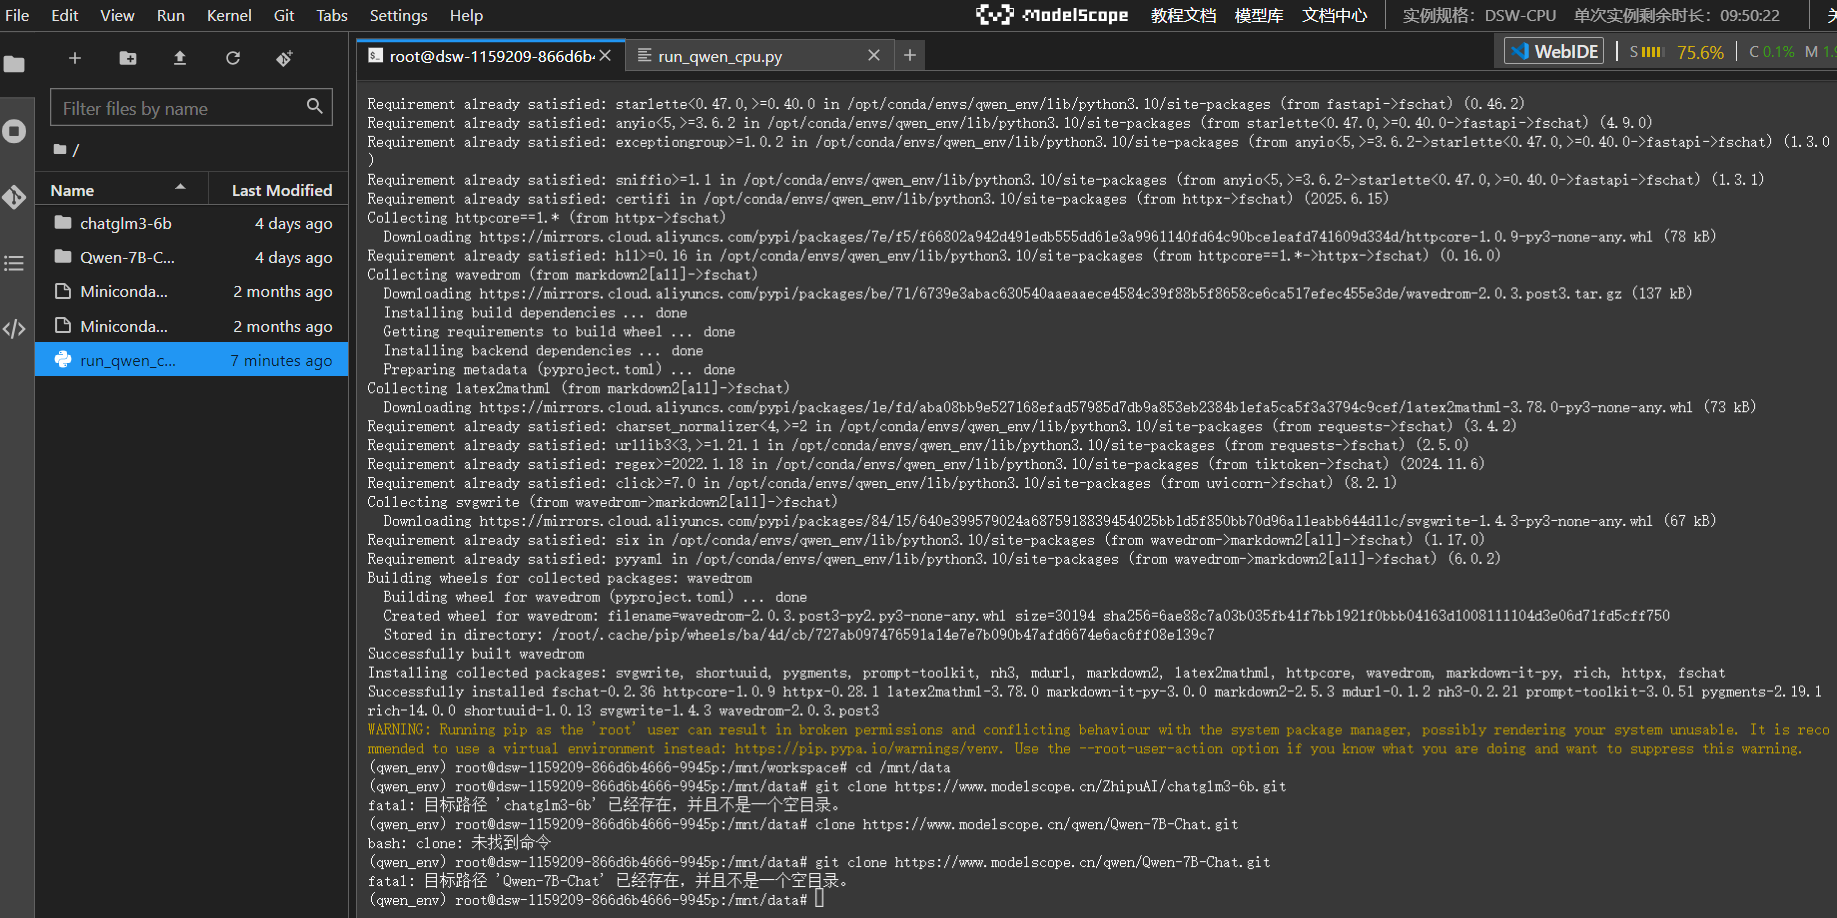 File Edit View Run Kernel Git Tabs Settings Help
ModelScope 教程文档 模型库 文档中心 实例规格: DSW-CPU 单次实例剩余时长: 09:50:22
root@dsw-1159209-866d6b4
run_qwen_cpu.py
WebIDE S 75.6% C 0.1% M 1.9
Filter files by name
/
Name Last Modified
chatglm3-6b 4 days ago
Qwen-7B-C... 4 days ago
Miniconda... 2 months ago
Miniconda... 2 months ago
run_qwen_c... 7 minutes ago
Requirement already satisfied: starlette<0.47.0,>=0.40.0 in /opt/conda/envs/qwen_env/lib/python3.10/site-packages (from fastapi->fschat) (0.46.2)
Requirement already satisfied: anyio<5,>=3.6.2 in /opt/conda/envs/qwen_env/lib/python3.10/site-packages (from starlette<0.47.0,>=0.40.0->fastapi->fschat) (4.9.0)
Requirement already satisfied: exceptiongroup>=1.0.2 in /opt/conda/envs/qwen_env/lib/python3.10/site-packages (from anyio<5,>=3.6.2->starlette<0.47.0,>=0.40.0->fastapi->fschat) (1.3.0
)
Requirement already satisfied: sniffio>=1.1 in /opt/conda/envs/qwen_env/lib/python3.10/site-packages (from anyio<5,>=3.6.2->starlette<0.47.0,>=0.40.0->fastapi->fschat) (1.3.1)
Requirement already satisfied: certifi in /opt/conda/envs/qwen_env/lib/python3.10/site-packages (from httpx->fschat) (2025.6.15)
Collecting httpcore==1.* (from httpx->fschat)
Downloading https://mirrors.cloud.aliyuncs.com/pypi/packages/7e/f5/f66802a942d491edb555dd61e3a9961140fd64c90bce1eafd741609d334d/httpcore-1.0.9-py3-none-any.whl (78 kB)
Requirement already satisfied: h11>=0.16 in /opt/conda/envs/qwen_env/lib/python3.10/site-packages (from httpcore==1.*->httpx->fschat) (0.16.0)
Collecting wavedrom (from markdown2[all]->fschat)
Downloading https://mirrors.cloud.aliyuncs.com/pypi/packages/be/71/6739e3abac630540aaeaaece4584c39f88b5f8658ce6ca517efec455e3de/wavedrom-2.0.3.post3.tar.gz (137 kB)
Installing build dependencies ... done
Getting requirements to build wheel ... done
Installing backend dependencies ... done
Preparing metadata (pyproject.toml) ... done
Collecting latex2mathml (from markdown2[all]->fschat)
Downloading https://mirrors.cloud.aliyuncs.com/pypi/packages/1e/fd/aba08bb9e527168efad57985d7db9a853eb2384b1efa5ca5f3a3794c9cef/latex2mathml-3.78.0-py3-none-any.whl (73 kB)
Requirement already satisfied: charset_normalizer<4,>=2 in /opt/conda/envs/qwen_env/lib/python3.10/site-packages (from requests->fschat) (3.4.2)
Requirement already satisfied: urllib3<3,>=1.21.1 in /opt/conda/envs/qwen_env/lib/python3.10/site-packages (from requests->fschat) (2.5.0)
Requirement already satisfied: regex>=2022.1.18 in /opt/conda/envs/qwen_env/lib/python3.10/site-packages (from tiktoken->fschat) (2024.11.6)
Requirement already satisfied: click>=7.0 in /opt/conda/envs/qwen_env/lib/python3.10/site-packages (from uvicorn->fschat) (8.2.1)
Collecting svgwrite (from wavedrom->markdown2[all]->fschat)
Downloading https://mirrors.cloud.aliyuncs.com/pypi/packages/84/15/640e399579024a6875918839454025bb1d5f850bb70d96a11eabb644d11c/svgwrite-1.4.3-py3-none-any.whl (67 kB)
Requirement already satisfied: six in /opt/conda/envs/qwen_env/lib/python3.10/site-packages (from wavedrom->markdown2[all]->fschat) (1.17.0)
Requirement already satisfied: pyyaml in /opt/conda/envs/qwen_env/lib/python3.10/site-packages (from wavedrom->markdown2[all]->fschat) (6.0.2)
Building wheels for collected packages: wavedrom
Building wheel for wavedrom (pyproject.toml) ... done
Created wheel for wavedrom: filename=wavedrom-2.0.3.post3-py2.py3-none-any.whl size=30194 sha256=6ae88c7a03b035fb41f7bb1921f0bbb04163d1008111104d3e06d71fd5cff750
Stored in directory: /root/.cache/pip/wheels/ba/4d/cb/727ab097476591a14e7e7b090b47afd6674e6ac6ff08e139c7
Successfully built wavedrom
Installing collected packages: svgwrite, shortuuid, pygments, prompt-toolkit, nh3, mdurl, markdown2, latex2mathml, httpcore, wavedrom, markdown-it-py, rich, httpx, fschat
Successfully installed fschat-0.2.36 httpcore-1.0.9 httpx-0.28.1 latex2mathml-3.78.0 markdown-it-py-3.0.0 markdown2-2.5.3 mdurl-0.1.2 nh3-0.2.21 prompt-toolkit-3.0.51 pygments-2.19.1
rich-14.0.0 shortuuid-1.0.13 svgwrite-1.4.3 wavedrom-2.0.3.post3
WARNING: Running pip as the 'root' user can result in broken permissions and conflicting behaviour with the system package manager, possibly rendering your system unusable. It is reco
mmended to use a virtual environment instead: https://pip.pypa.io/warnings/venv. Use the --root-user-action option if you know what you are doing and want to suppress this warning.
(qwen_env) root@dsw-1159209-866d6b4666-9945p:/mnt/workspace# cd /mnt/data
(qwen_env) root@dsw-1159209-866d6b4666-9945p:/mnt/data# git clone https://www.modelscope.cn/ZhipuAI/chatglm3-6b.git
fatal: 目标路径 'chatglm3-6b' 已经存在，并且不是一个空目录。
(qwen_env) root@dsw-1159209-866d6b4666-9945p:/mnt/data# clone https://www.modelscope.cn/qwen/Qwen-7B-Chat.git
bash: clone: 未找到命令
(qwen_env) root@dsw-1159209-866d6b4666-9945p:/mnt/data# git clone https://www.modelscope.cn/qwen/Qwen-7B-Chat.git
fatal: 目标路径 'Qwen-7B-Chat' 已经存在，并且不是一个空目录。
(qwen_env) root@dsw-1159209-866d6b4666-9945p:/mnt/data#